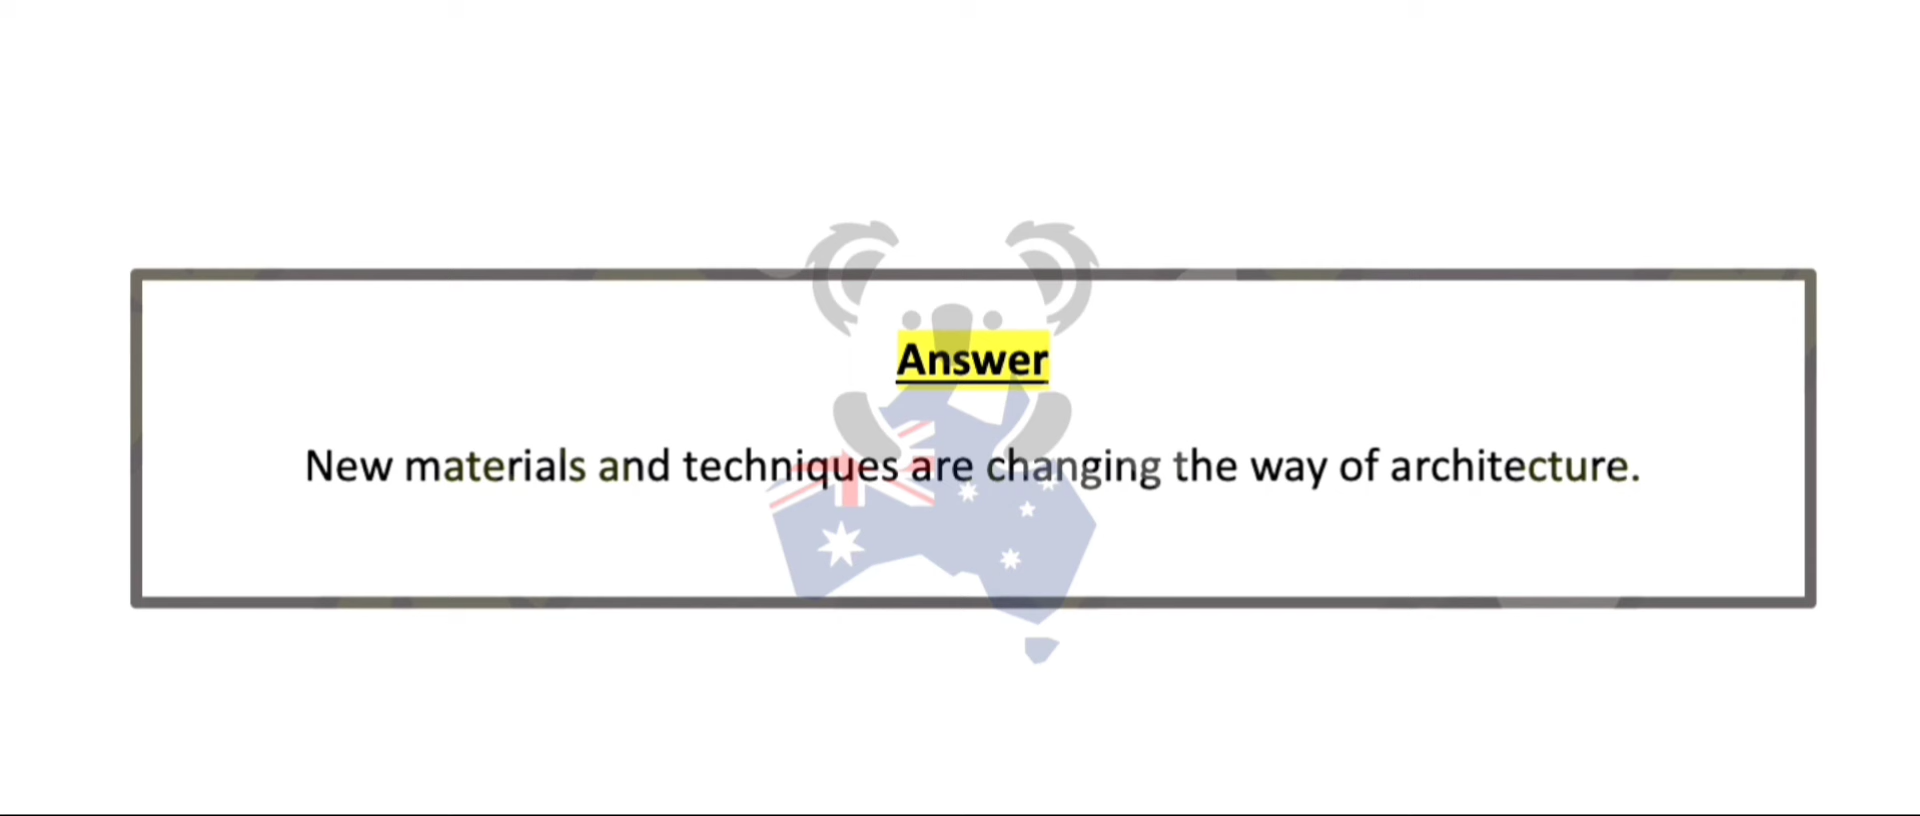 Answer
New materials and techniques are changing the way of architecture.